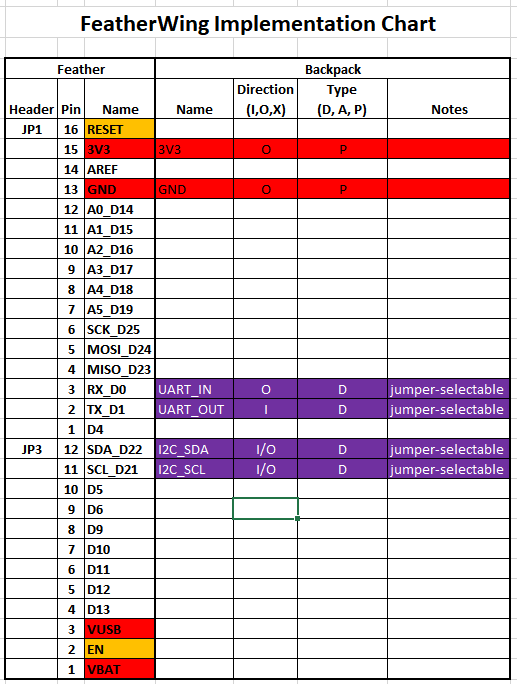 FeatherWing Implementation Chart
Feather Backpack
Header Pin Name Name Direction (I,O,X) Type (D, A, P) Notes
JP1 16 RESET
15 3V3 3V3 O P
14 AREF
13 GND GND O P
12 A0_D14
11 A1_D15
10 A2_D16
9 A3_D17
8 A4_D18
7 A5_D19
6 SCK_D25
5 MOSI_D24
4 MISO_D23
3 RX_D0 UART_IN O D jumper-selectable
2 TX_D1 UART_OUT I D jumper-selectable
1 D4
JP3 12 SDA_D22 I2C_SDA I/O D jumper-selectable
11 SCL_D21 I2C_SCL I/O D jumper-selectable
10 D5
9 D6
8 D9
7 D10
6 D11
5 D12
4 D13
3 VUSB
2 EN
1 VBAT